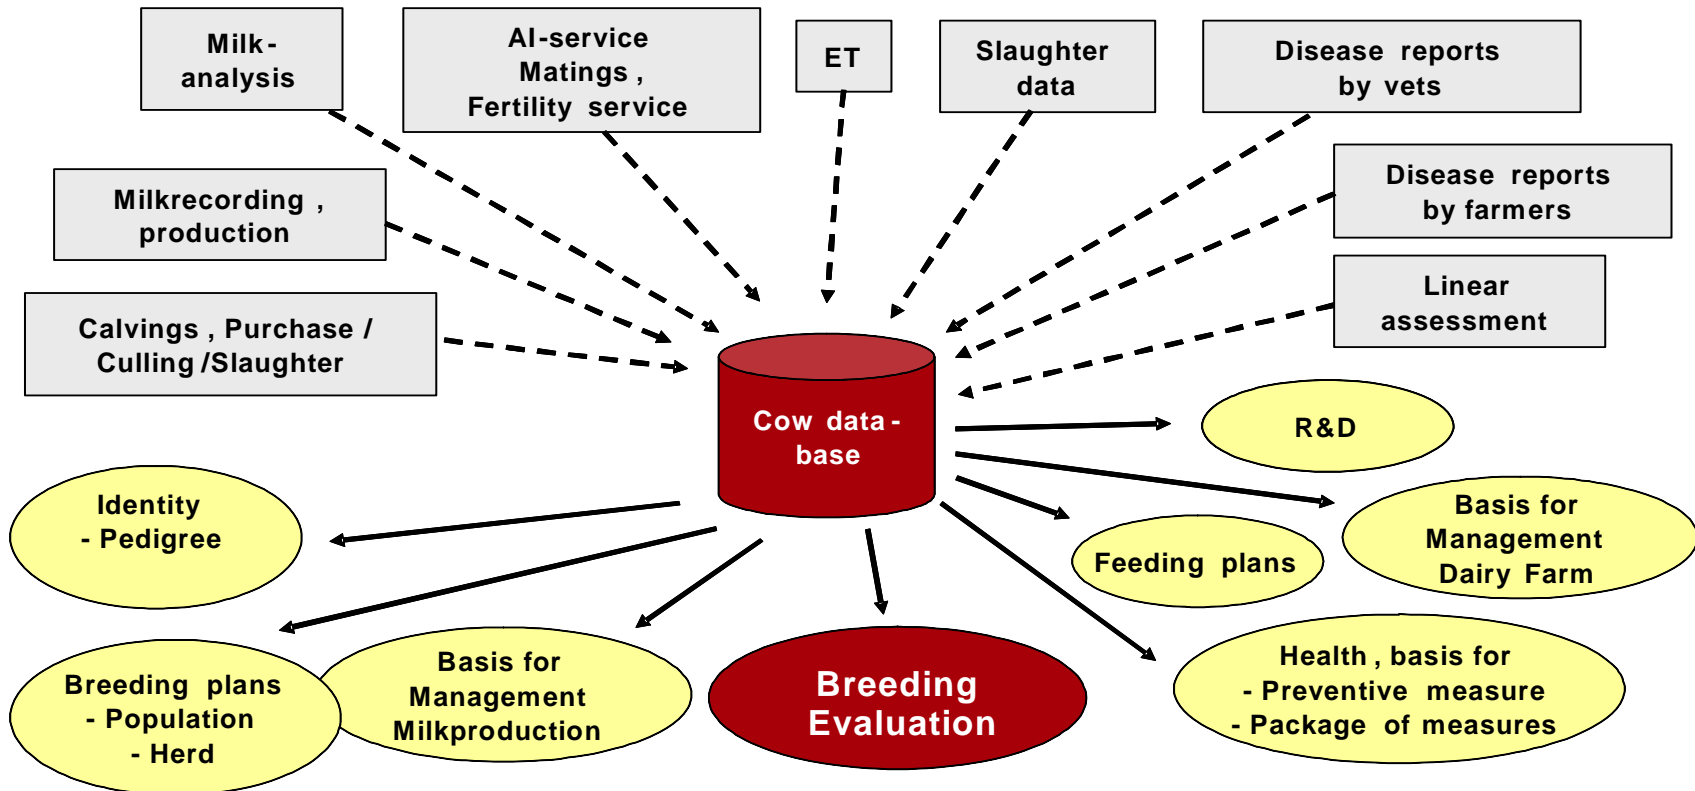 Milk-
analysis
AI-service
Matings,
Fertility service
ET
Slaughter
data
Disease reports
by vets
Milkrecording,
production
Disease reports
by farmers
Calvings, Purchase /
Culling/Slaughter
Linear
assessment
Cow data-
base
R&D
Identity
- Pedigree
Feeding plans
Basis for
Management
Dairy Farm
Breeding plans
- Population
- Herd
Basis for
Management
Milkproduction
Breeding
Evaluation
Health, basis for
- Preventive measure
- Package of measures